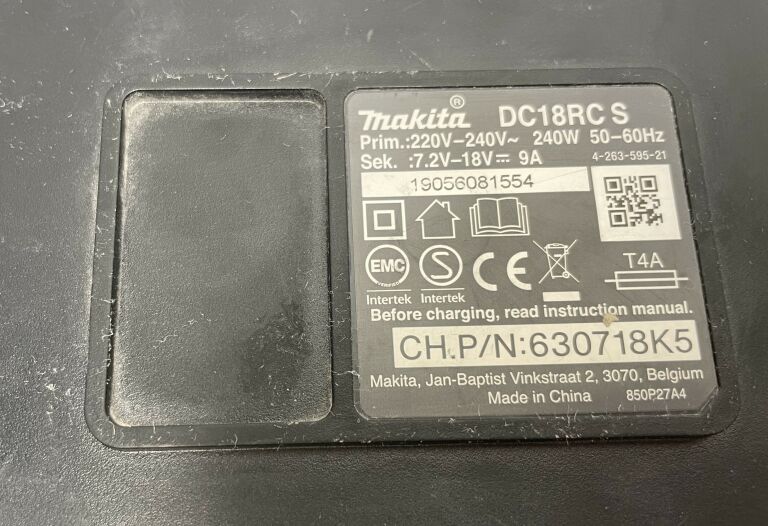 makita® DC18RC S
Prim.:220V–240V~ 240W 50–60Hz
Sek. :7.2V–18V⎓ 9A 4-263-595-21
19056081554
EMC S CE T4A
Intertek Intertek
Before charging, read instruction manual.
CH.P/N:630718K5
Makita, Jan-Baptist Vinkstraat 2, 3070, Belgium
Made in China 850P27A4